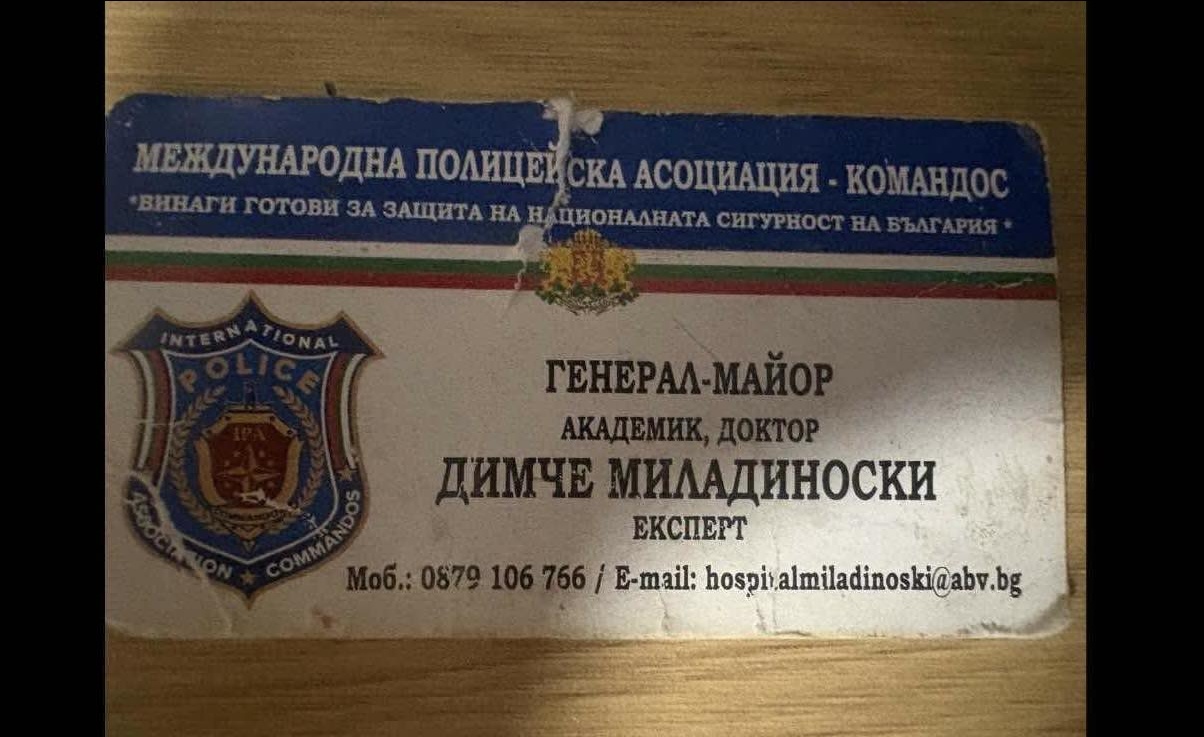 МЕЖДУНАРОДНА ПОЛИЦЕЙСКА АСОЦИАЦИЯ - КОМАНДОС
*ВИНАГИ ГОТОВИ ЗА ЗАЩИТА НА НАЦИОНАЛНАТА СИГУРНОСТ НА БЪЛГАРИЯ *
INTERNATIONAL
POLICE
IPA
ASSOCIATION ★ COMMANDOS
ГЕНЕРАЛ-МАЙОР
АКАДЕМИК, ДОКТОР
ДИМЧЕ МИЛАДИНОСКИ
ЕКСПЕРТ
Моб.: 0879 106 766 / E-mail: hospitalmiladinoski@abv.bg